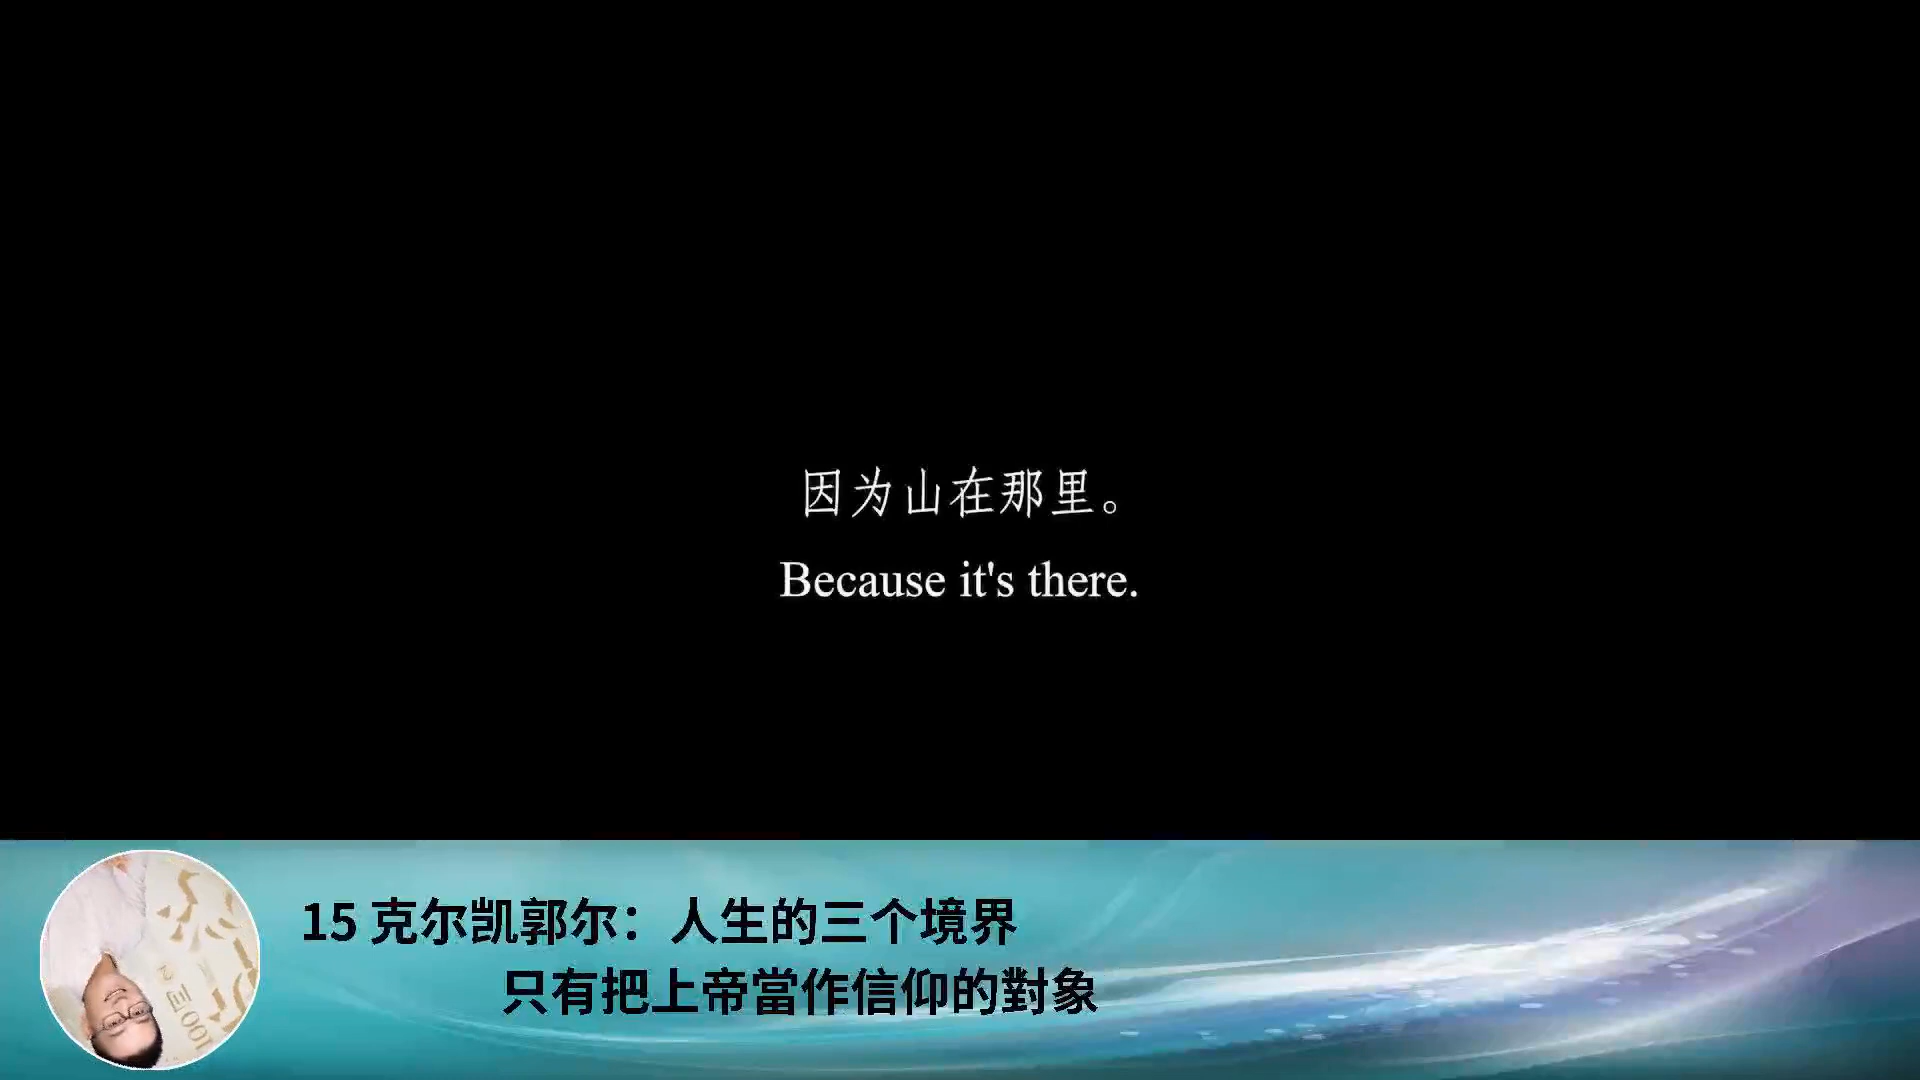 因为山在那里。
Because it's there.
15 克尔凯郭尔：人生的三个境界
只有把上帝當作信仰的對象